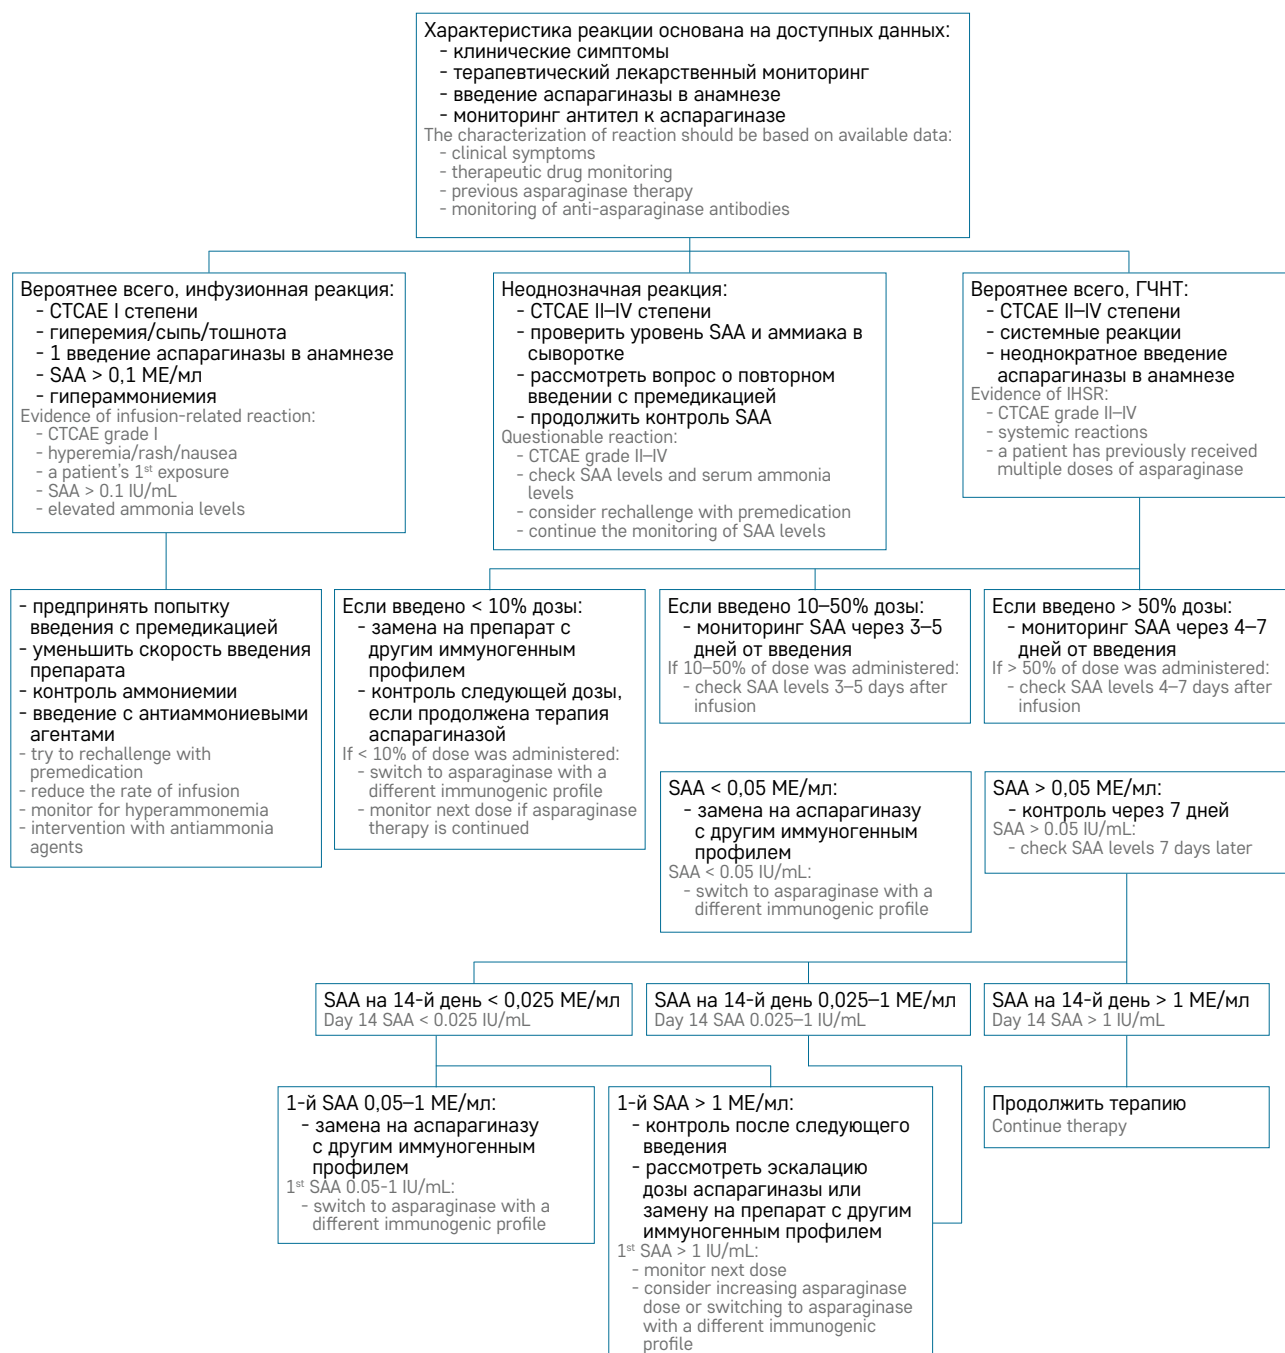 Характеристика реакции основана на доступных данных:
- клинические симптомы
- терапевтический лекарственный мониторинг
- введение аспарагиназы в анамнезе
- мониторинг антител к аспарагиназе
The characterization of reaction should be based on available data:
- clinical symptoms
- therapeutic drug monitoring
- previous asparaginase therapy
- monitoring of anti-asparaginase antibodies
Вероятнее всего, инфузионная реакция:
- CTCAE I степени
- гиперемия/сыпь/тошнота
- 1 введение аспарагиназы в анамнезе
- SAA > 0,1 МЕ/мл
- гипераммониемия
Evidence of infusion-related reaction:
- CTCAE grade I
- hyperemia/rash/nausea
- a patient's 1st exposure
- SAA > 0.1 IU/mL
- elevated ammonia levels
Неоднозначная реакция:
- CTCAE II–IV степени
- проверить уровень SAA и аммиака в
сыворотке
- рассмотреть вопрос о повторном
введении с премедикацией
- продолжить контроль SAA
Questionable reaction:
- CTCAE grade II–IV
- check SAA levels and serum ammonia
levels
- consider rechallenge with premedication
- continue the monitoring of SAA levels
Вероятнее всего, ГЧНТ:
- CTCAE II–IV степени
- системные реакции
- неоднократное введение
аспарагиназы в анамнезе
Evidence of IHSR:
- CTCAE grade II–IV
- systemic reactions
- a patient has previously received
multiple doses of asparaginase
- предпринять попытку
введения с премедикацией
- уменьшить скорость введения
препарата
- контроль аммониемии
- введение с антиаммониевыми
агентами
- try to rechallenge with
premedication
- reduce the rate of infusion
- monitor for hyperammonemia
- intervention with antiammonia
agents
Если введено < 10% дозы:
- замена на препарат с
другим иммуногенным
профилем
- контроль следующей дозы,
если продолжена терапия
аспарагиназой
If < 10% of dose was administered:
- switch to asparaginase with a
different immunogenic profile
- monitor next dose if asparaginase
therapy is continued
Если введено 10–50% дозы:
- мониторинг SAA через 3–5
дней от введения
If 10–50% of dose was administered:
- check SAA levels 3–5 days after
infusion
Если введено > 50% дозы:
- мониторинг SAA через 4–7
дней от введения
If > 50% of dose was administered:
- check SAA levels 4–7 days after
infusion
SAA < 0,05 МЕ/мл:
- замена на аспарагиназу
с другим иммуногенным
профилем
SAA < 0.05 IU/mL:
- switch to asparaginase with a
different immunogenic profile
SAA > 0,05 МЕ/мл:
- контроль через 7 дней
SAA > 0.05 IU/mL:
- check SAA levels 7 days later
SAA на 14-й день < 0,025 МЕ/мл
Day 14 SAA < 0.025 IU/mL
SAA на 14-й день 0,025–1 МЕ/мл
Day 14 SAA 0.025–1 IU/mL
SAA на 14-й день > 1 МЕ/мл
Day 14 SAA > 1 IU/mL
1-й SAA 0,05–1 МЕ/мл:
- замена на аспарагиназу
с другим иммуногенным
профилем
1st SAA 0.05-1 IU/mL:
- switch to asparaginase with a
different immunogenic profile
1-й SAA > 1 МЕ/мл:
- контроль после следующего
введения
- рассмотреть эскалацию
дозы аспарагиназы или
замену на препарат с другим
иммуногенным профилем
1st SAA > 1 IU/mL:
- monitor next dose
- consider increasing asparaginase
dose or switching to asparaginase
with a different immunogenic
profile
Продолжить терапию
Continue therapy